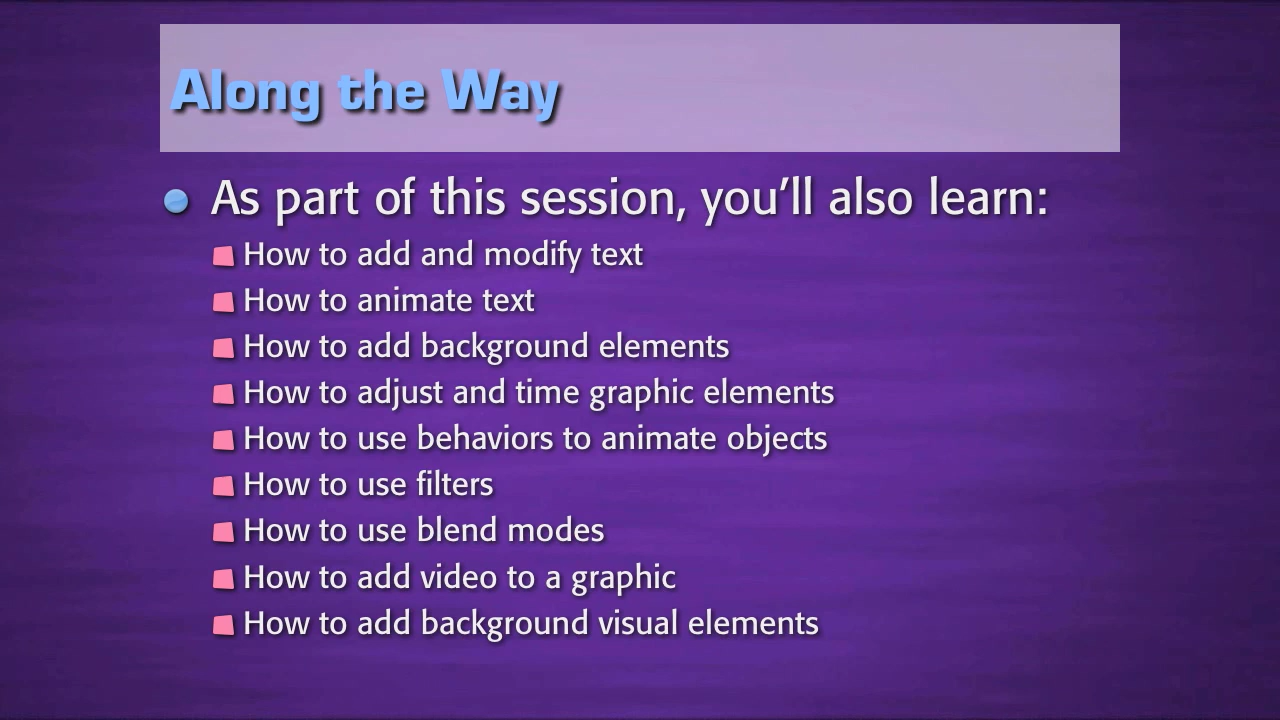 Along the Way
As part of this session, you’ll also learn:
How to add and modify text
How to animate text
How to add background elements
How to adjust and time graphic elements
How to use behaviors to animate objects
How to use filters
How to use blend modes
How to add video to a graphic
How to add background visual elements